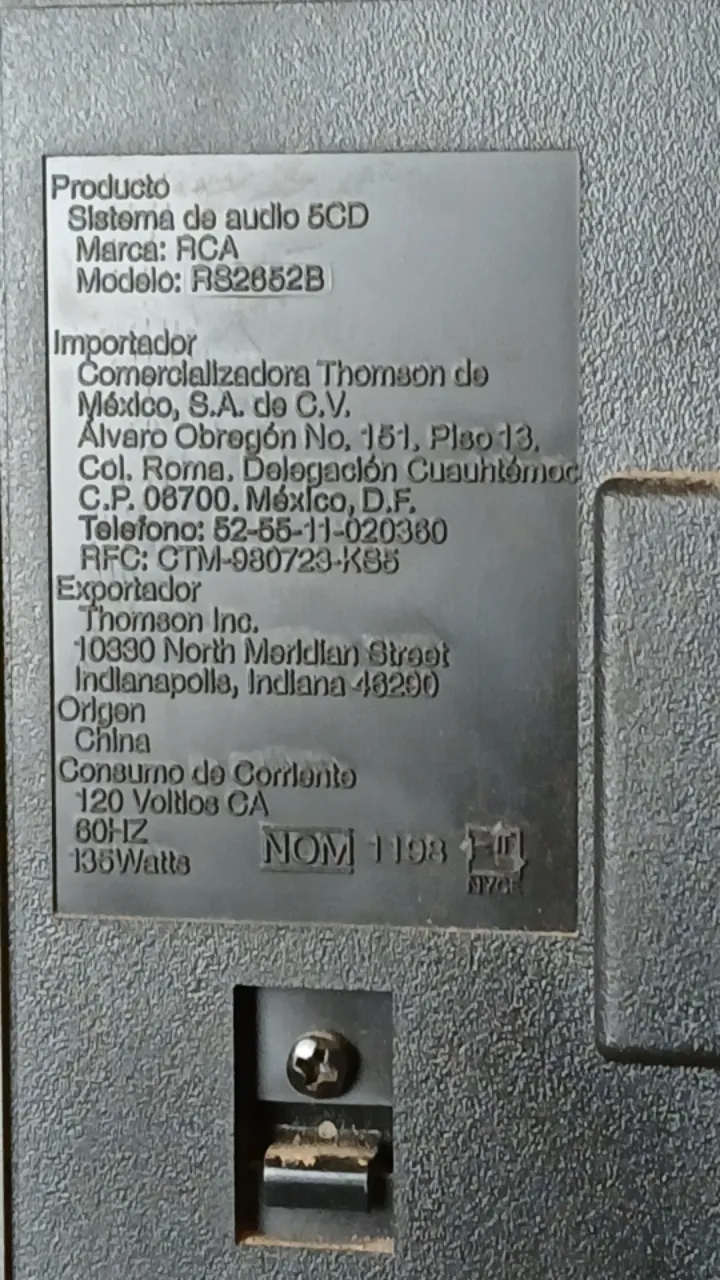 Producto
Sistema de audio 5CD
Marca: RCA
Modelo: RS2652B
Importador
Comercializadora Thomson de
México, S.A. de C.V.
Álvaro Obregón No. 151. Piso 13.
Col. Roma. Delegación Cuauhtémoc
C.P. 06700. México, D.F.
Telefono: 52-55-11-020360
RFC: CTM-980723-KS5
Exportador
Thomson Inc.
10330 North Meridian Street
Indianapolis, Indiana 46290
Origen
China
Consumo de Corriente
120 Voltios CA
60HZ
135Watts
NOM 1198
NYCE